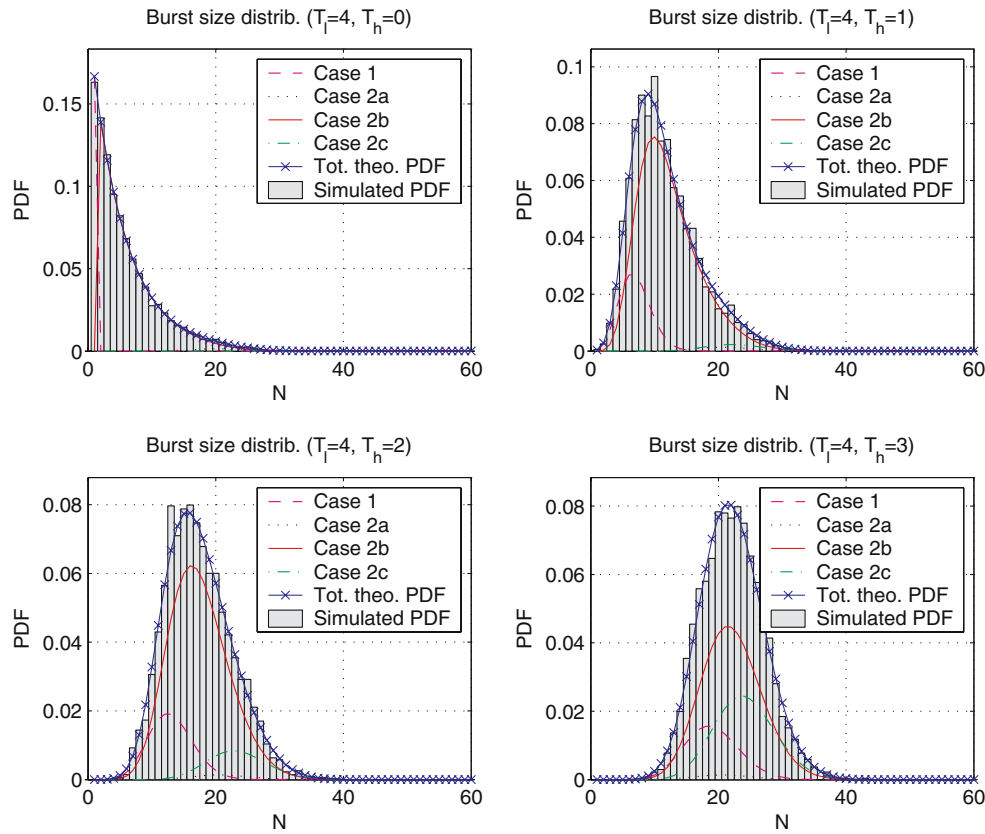 Burst size distrib. (T_l=4, T_h=0)
PDF
0.15
0.1
0.05
0
0 20 40 60
N
Case 1
Case 2a
Case 2b
Case 2c
Tot. theo. PDF
Simulated PDF
Burst size distrib. (T_l=4, T_h=1)
PDF
0.1
0.08
0.06
0.04
0.02
0
0 20 40 60
N
Case 1
Case 2a
Case 2b
Case 2c
Tot. theo. PDF
Simulated PDF
Burst size distrib. (T_l=4, T_h=2)
PDF
0.08
0.06
0.04
0.02
0
0 20 40 60
N
Case 1
Case 2a
Case 2b
Case 2c
Tot. theo. PDF
Simulated PDF
Burst size distrib. (T_l=4, T_h=3)
PDF
0.08
0.06
0.04
0.02
0
0 20 40 60
N
Case 1
Case 2a
Case 2b
Case 2c
Tot. theo. PDF
Simulated PDF